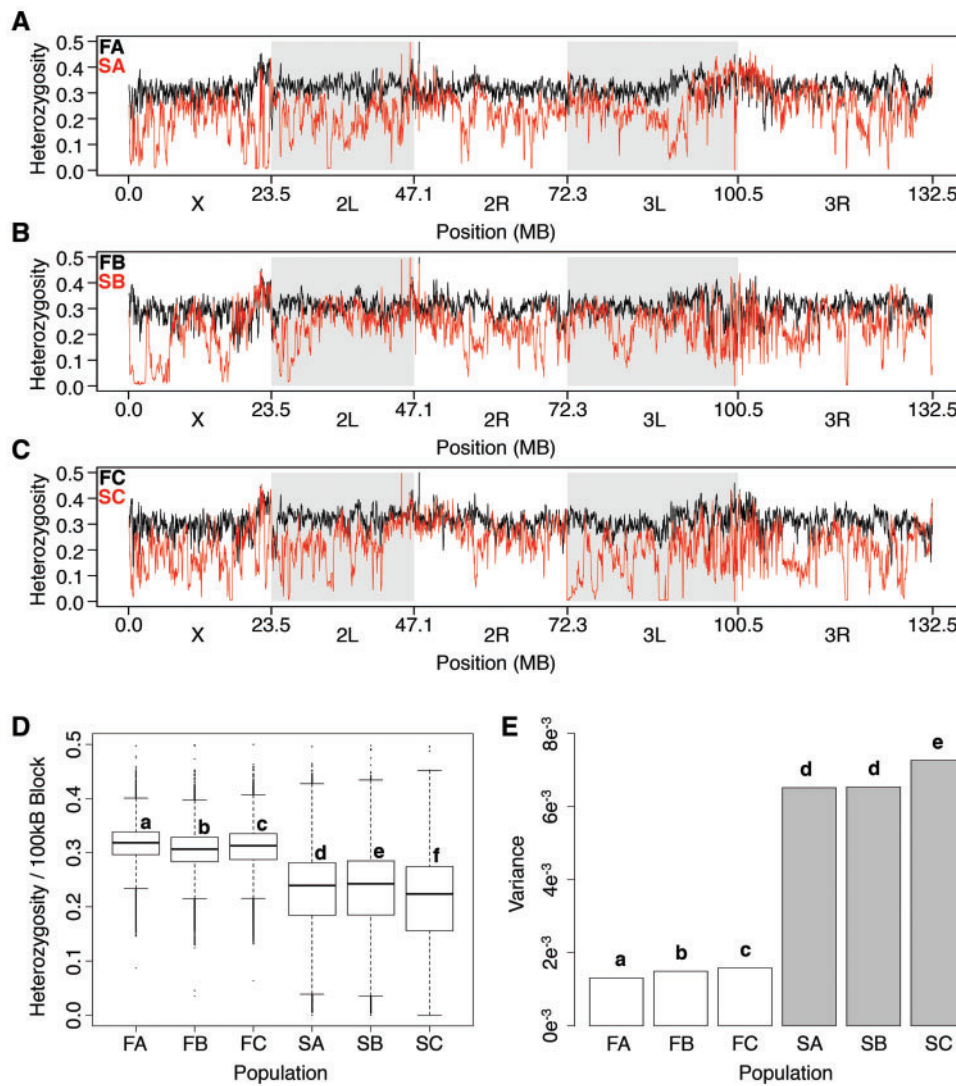 A
FA
SA
Heterozygosity
0.5
0.4
0.3
0.2
0.1
0.0
0.0 23.5 47.1 72.3 100.5 132.5
X 2L 2R 3L 3R
Position (MB)
B
FB
SB
Heterozygosity
0.5
0.4
0.3
0.2
0.1
0.0
0.0 23.5 47.1 72.3 100.5 132.5
X 2L 2R 3L 3R
Position (MB)
C
FC
SC
Heterozygosity
0.5
0.4
0.3
0.2
0.1
0.0
0.0 23.5 47.1 72.3 100.5 132.5
X 2L 2R 3L 3R
Position (MB)
D
Heterozygosity / 100kB Block
0.5
0.4
0.3
0.2
0.1
0.0
a b c d e f
FA FB FC SA SB SC
Population
E
Variance
8e⁻³
6e⁻³
4e⁻³
2e⁻³
0e⁻³
a b c d d e
FA FB FC SA SB SC
Population